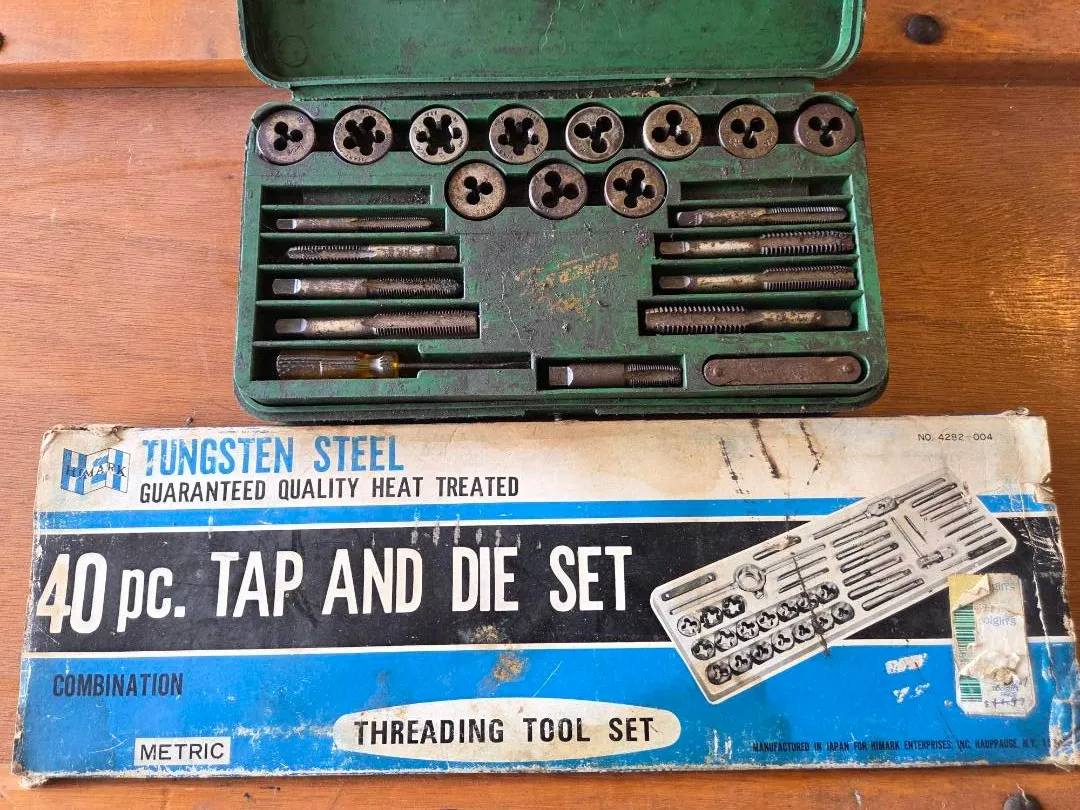 HIMARK
TUNGSTEN STEEL
GUARANTEED QUALITY HEAT TREATED
NO. 4282-004
40 pc. TAP AND DIE SET
COMBINATION
THREADING TOOL SET
METRIC
MANUFACTURED IN JAPAN FOR HIMARK ENTERPRISES, INC. HAUPPAUGE, N.Y.